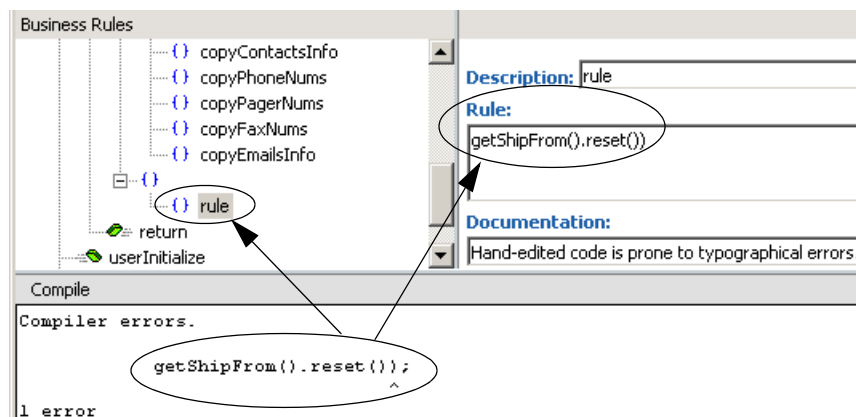 Business Rules
copyContactsInfo
copyPhoneNums
copyPagerNums
copyFaxNums
copyEmailsInfo
rule
return
userInitialize
Description: rule
Rule:
getShipFrom().reset())
Documentation:
Hand-edited code is prone to typographical errors.
Compile
Compiler errors.
getShipFrom().reset());
^
1 error